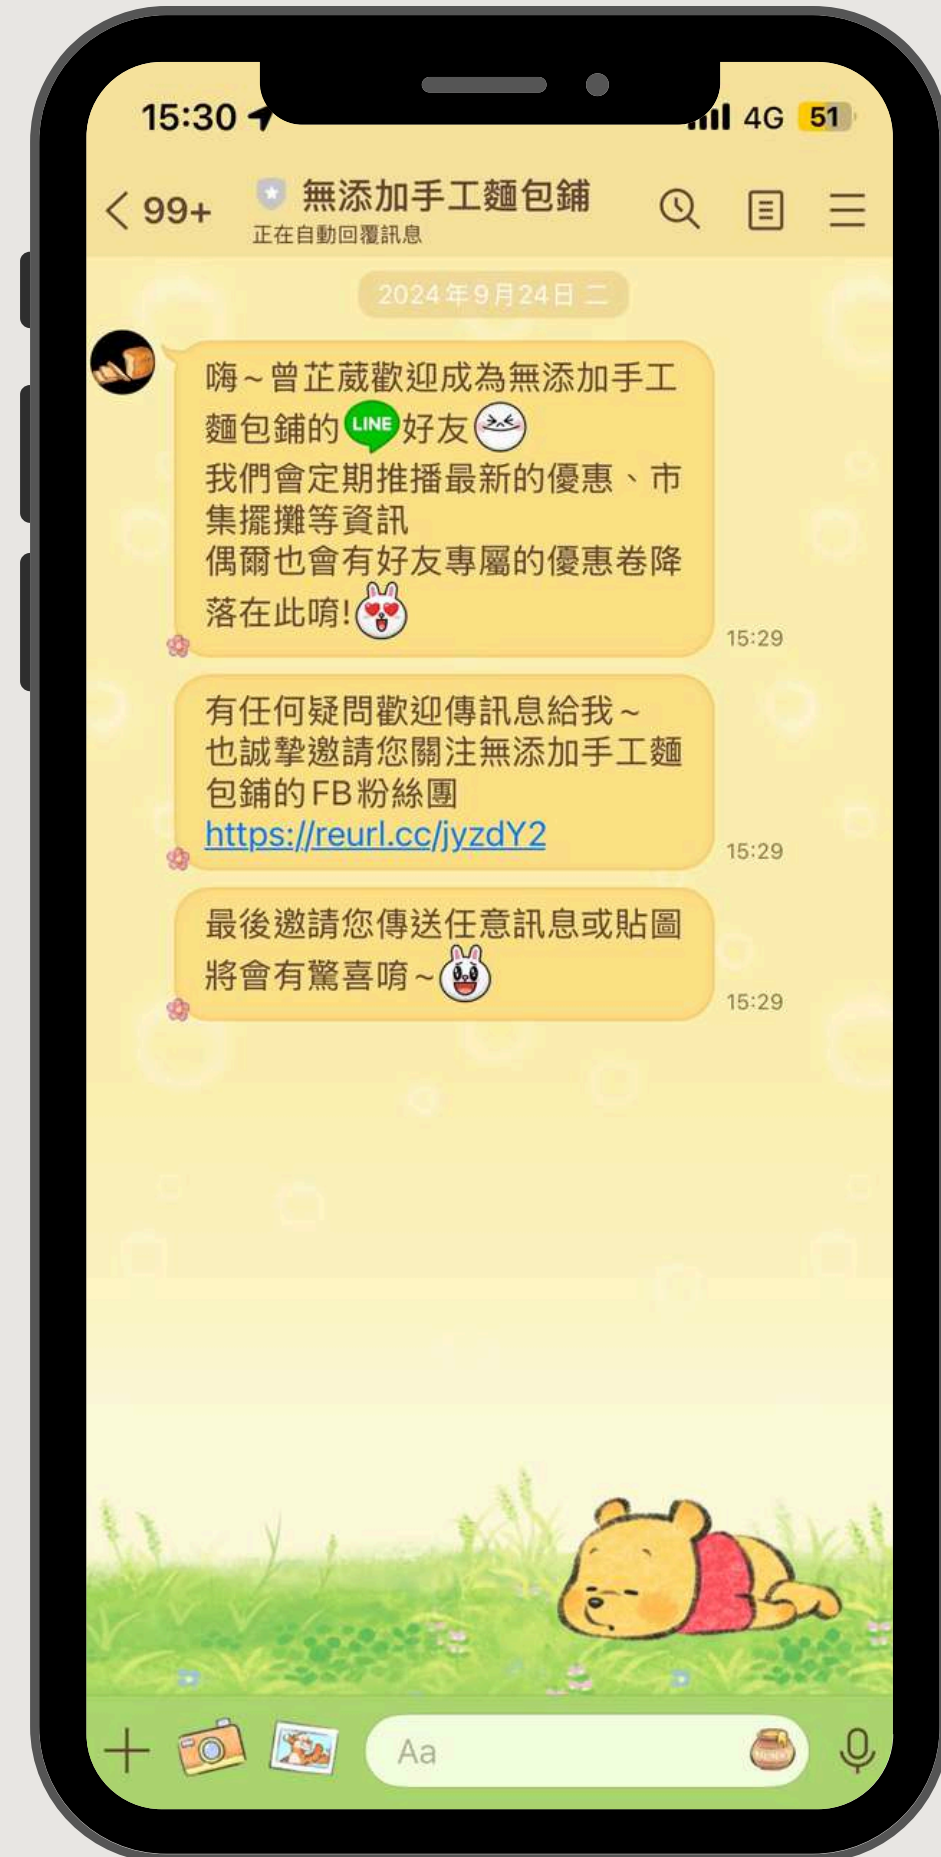 15:30 4G 51
99+ 無添加手工麵包鋪
正在自動回覆訊息
2024年9月24日 二
嗨~曾芷葳歡迎成為無添加手工
麵包鋪的LINE好友
我們會定期推播最新的優惠、市
集擺攤等資訊
偶爾也會有好友專屬的優惠卷降
落在此唷!
15:29
有任何疑問歡迎傳訊息給我~
也誠摯邀請您關注無添加手工麵
包鋪的FB粉絲團
https://reurl.cc/jyzdY2
15:29
最後邀請您傳送任意訊息或貼圖
將會有驚喜唷~
15:29
Aa